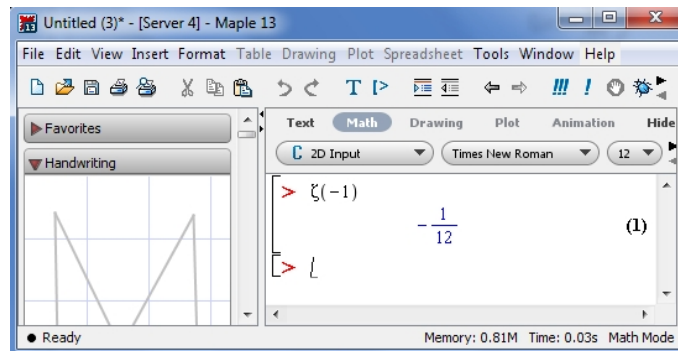 Untitled (3)* - [Server 4] - Maple 13
File Edit View Insert Format Table Drawing Plot Spreadsheet Tools Window Help
Favorites
Handwriting
Text Math Drawing Plot Animation Hide
C 2D Input Times New Roman 12
> ζ(−1)
−1/12 (1)
>
Ready Memory: 0.81M Time: 0.03s Math Mode